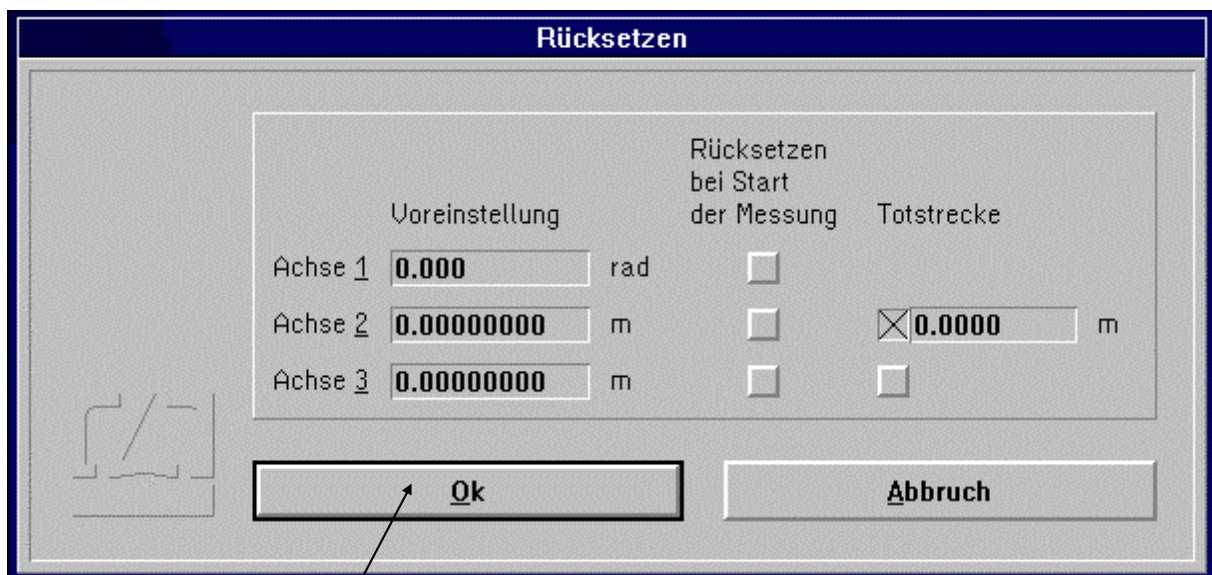 Rücksetzen
Rücksetzen
bei Start
Voreinstellung der Messung Totstrecke
Achse 1 0.000 rad
Achse 2 0.00000000 m 0.0000 m
Achse 3 0.00000000 m
Ok Abbruch